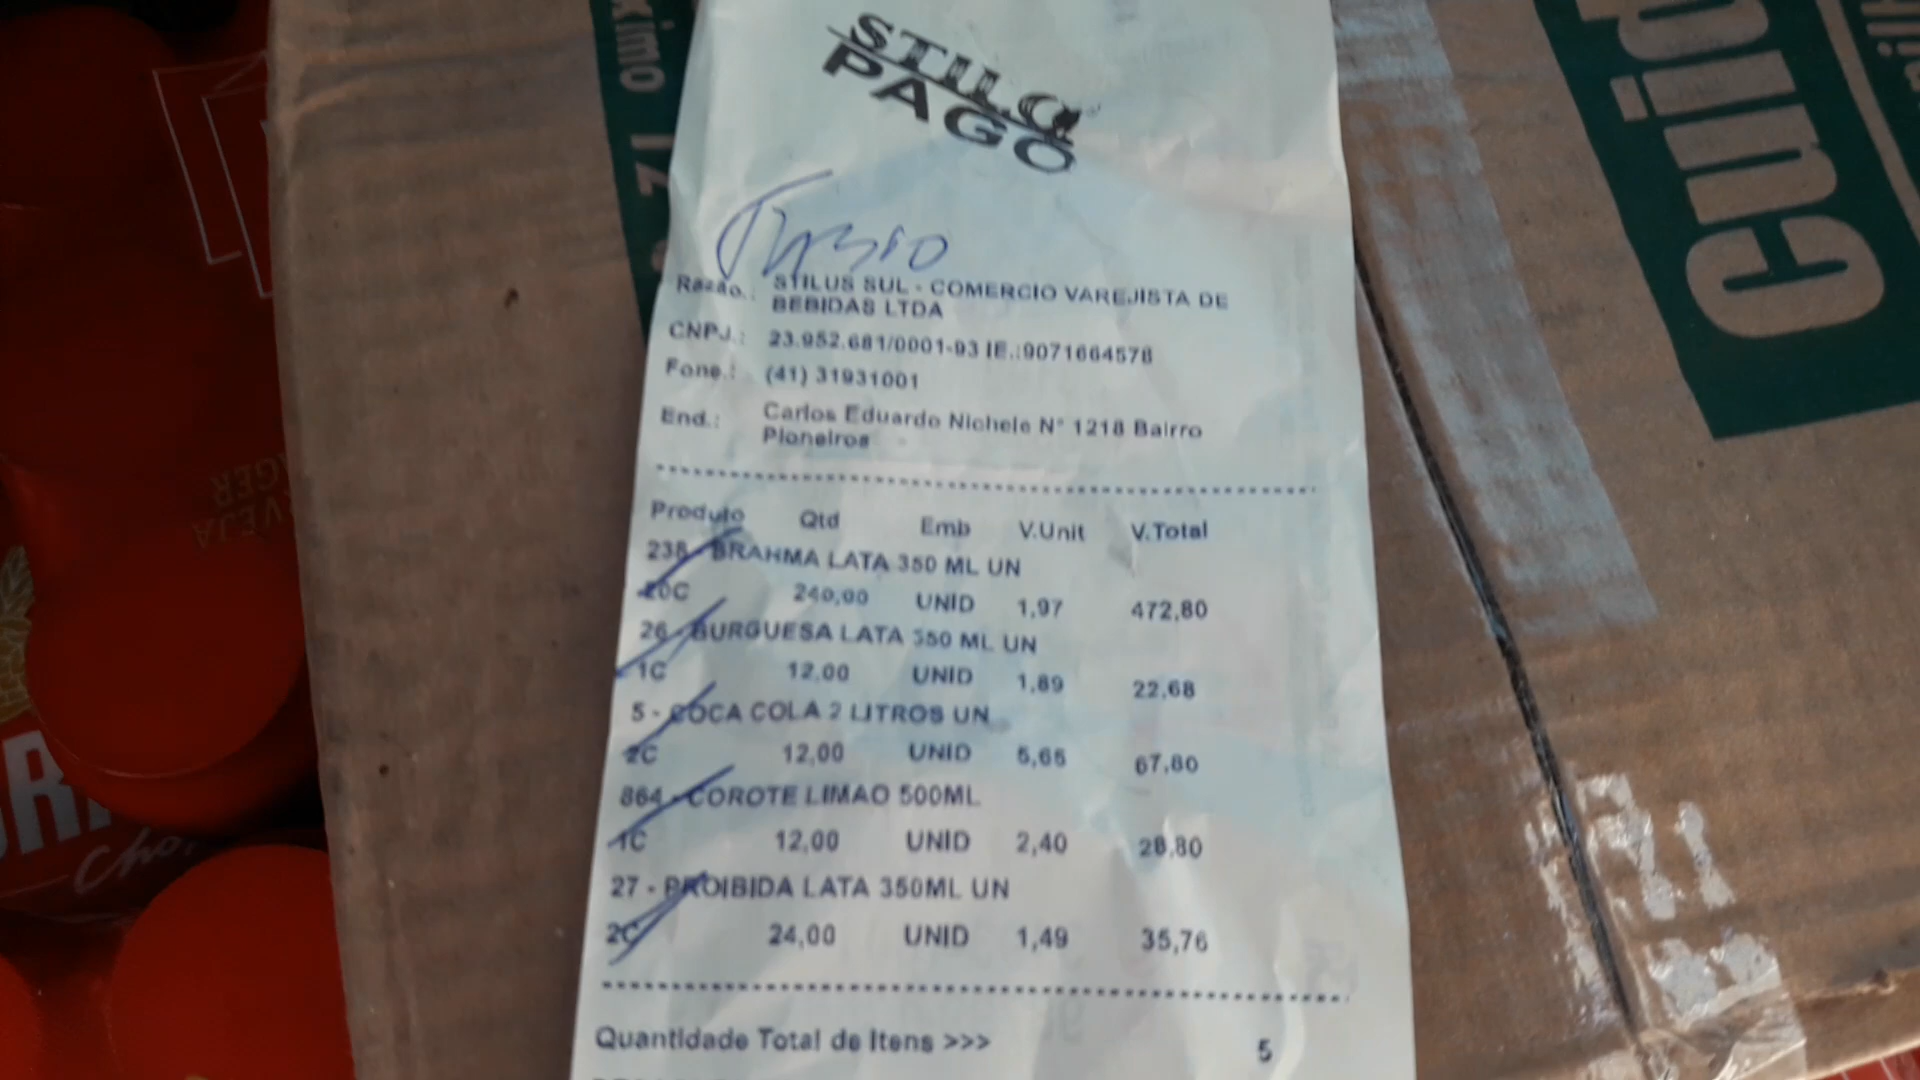 STILO
PAGO
Razão.: STILUS SUL - COMERCIO VAREJISTA DE
BEBIDAS LTDA
CNPJ.: 23.952.681/0001-93 IE.:9071664578
Fone.: (41) 31931001
End.: Carlos Eduardo Nichele N° 1218 Bairro
Pioneiros
Produto Qtd Emb V.Unit V.Total
238 - BRAHMA LATA 350 ML UN
20C 240,00 UNID 1,97 472,80
26 - BURGUESA LATA 350 ML UN
1C 12,00 UNID 1,89 22,68
5 - COCA COLA 2 LITROS UN
2C 12,00 UNID 5,65 67,80
864 - COROTE LIMAO 500ML
1C 12,00 UNID 2,40 28,80
27 - PROIBIDA LATA 350ML UN
2C 24,00 UNID 1,49 35,76
Quantidade Total de Itens >>> 5
Cuid